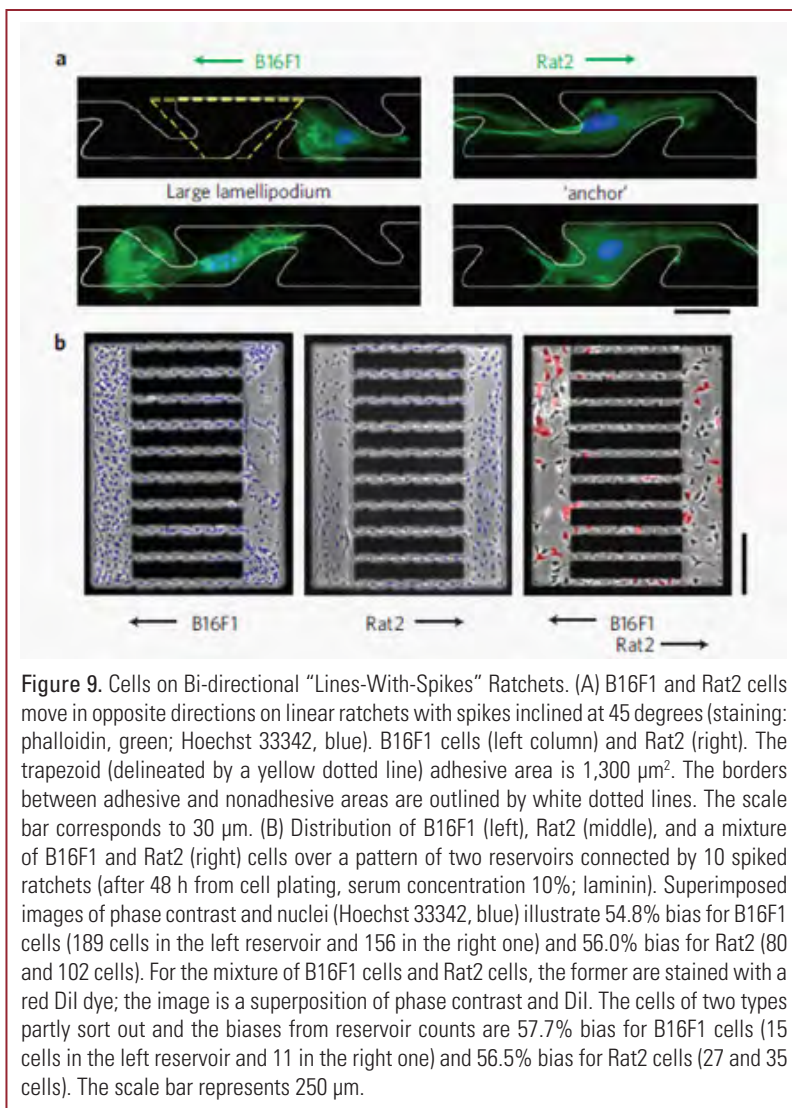 a
← B16F1
Rat2 →
Large lamellipodium
'anchor'
b
← B16F1
Rat2 →
← B16F1
Rat2 →
Figure 9. Cells on Bi-directional “Lines-With-Spikes” Ratchets. (A) B16F1 and Rat2 cells
move in opposite directions on linear ratchets with spikes inclined at 45 degrees (staining:
phalloidin, green; Hoechst 33342, blue). B16F1 cells (left column) and Rat2 (right). The
trapezoid (delineated by a yellow dotted line) adhesive area is 1,300 µm². The borders
between adhesive and nonadhesive areas are outlined by white dotted lines. The scale
bar corresponds to 30 µm. (B) Distribution of B16F1 (left), Rat2 (middle), and a mixture
of B16F1 and Rat2 (right) cells over a pattern of two reservoirs connected by 10 spiked
ratchets (after 48 h from cell plating, serum concentration 10%; laminin). Superimposed
images of phase contrast and nuclei (Hoechst 33342, blue) illustrate 54.8% bias for B16F1
cells (189 cells in the left reservoir and 156 in the right one) and 56.0% bias for Rat2 (80
and 102 cells). For the mixture of B16F1 cells and Rat2 cells, the former are stained with a
red DiI dye; the image is a superposition of phase contrast and DiI. The cells of two types
partly sort out and the biases from reservoir counts are 57.7% bias for B16F1 cells (15
cells in the left reservoir and 11 in the right one) and 56.5% bias for Rat2 cells (27 and 35
cells). The scale bar represents 250 µm.